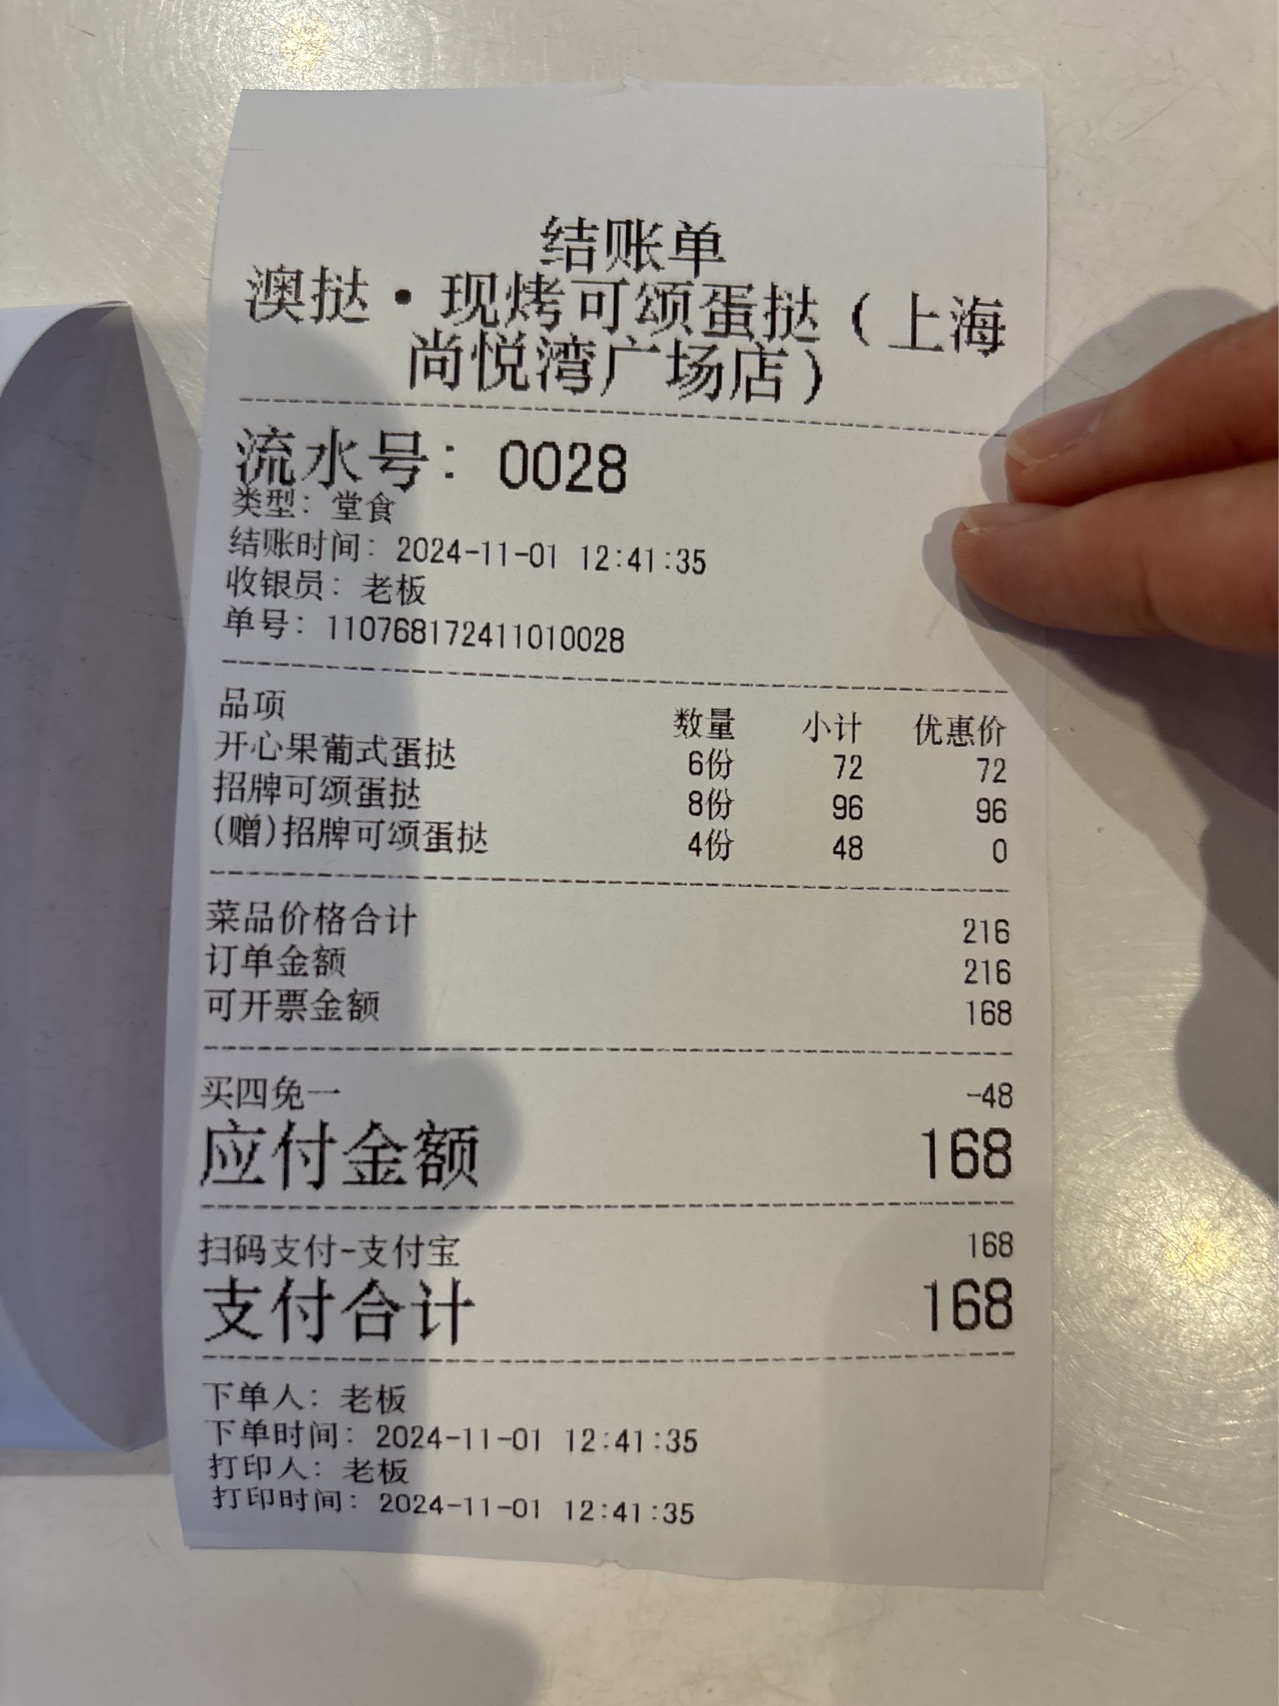 结账单
澳挞·现烤可颂蛋挞（上海
尚悦湾广场店）
流水号：0028
类型：堂食
结账时间：2024-11-01 12:41:35
收银员：老板
单号：110768172411010028
品项 数量 小计 优惠价
开心果葡式蛋挞 6份 72 72
招牌可颂蛋挞 8份 96 96
(赠)招牌可颂蛋挞 4份 48 0
菜品价格合计 216
订单金额 216
可开票金额 168
买四免一 -48
应付金额 168
扫码支付-支付宝 168
支付合计 168
下单人：老板
下单时间：2024-11-01 12:41:35
打印人：老板
打印时间：2024-11-01 12:41:35